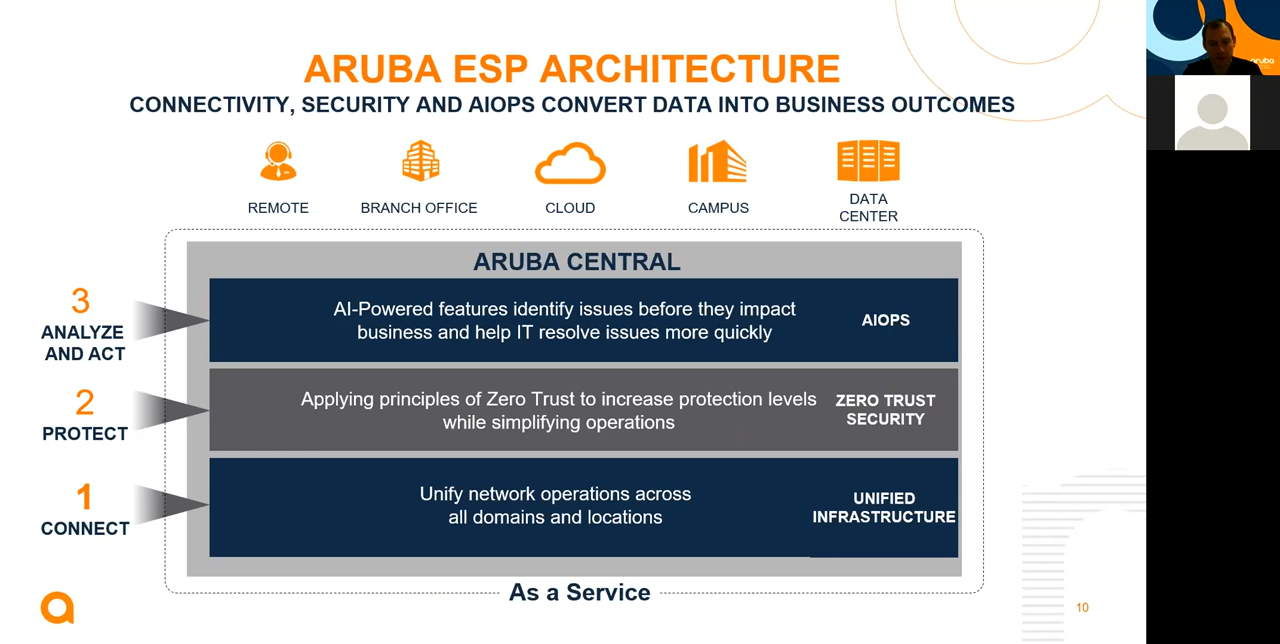 ARUBA ESP ARCHITECTURE
CONNECTIVITY, SECURITY AND AIOPS CONVERT DATA INTO BUSINESS OUTCOMES
REMOTE
BRANCH OFFICE
CLOUD
CAMPUS
DATA
CENTER
ARUBA CENTRAL
3
ANALYZE
AND ACT
AI-Powered features identify issues before they impact
business and help IT resolve issues more quickly
AIOPS
2
PROTECT
Applying principles of Zero Trust to increase protection levels
while simplifying operations
ZERO TRUST
SECURITY
1
CONNECT
Unify network operations across
all domains and locations
UNIFIED
INFRASTRUCTURE
As a Service
10
aruba